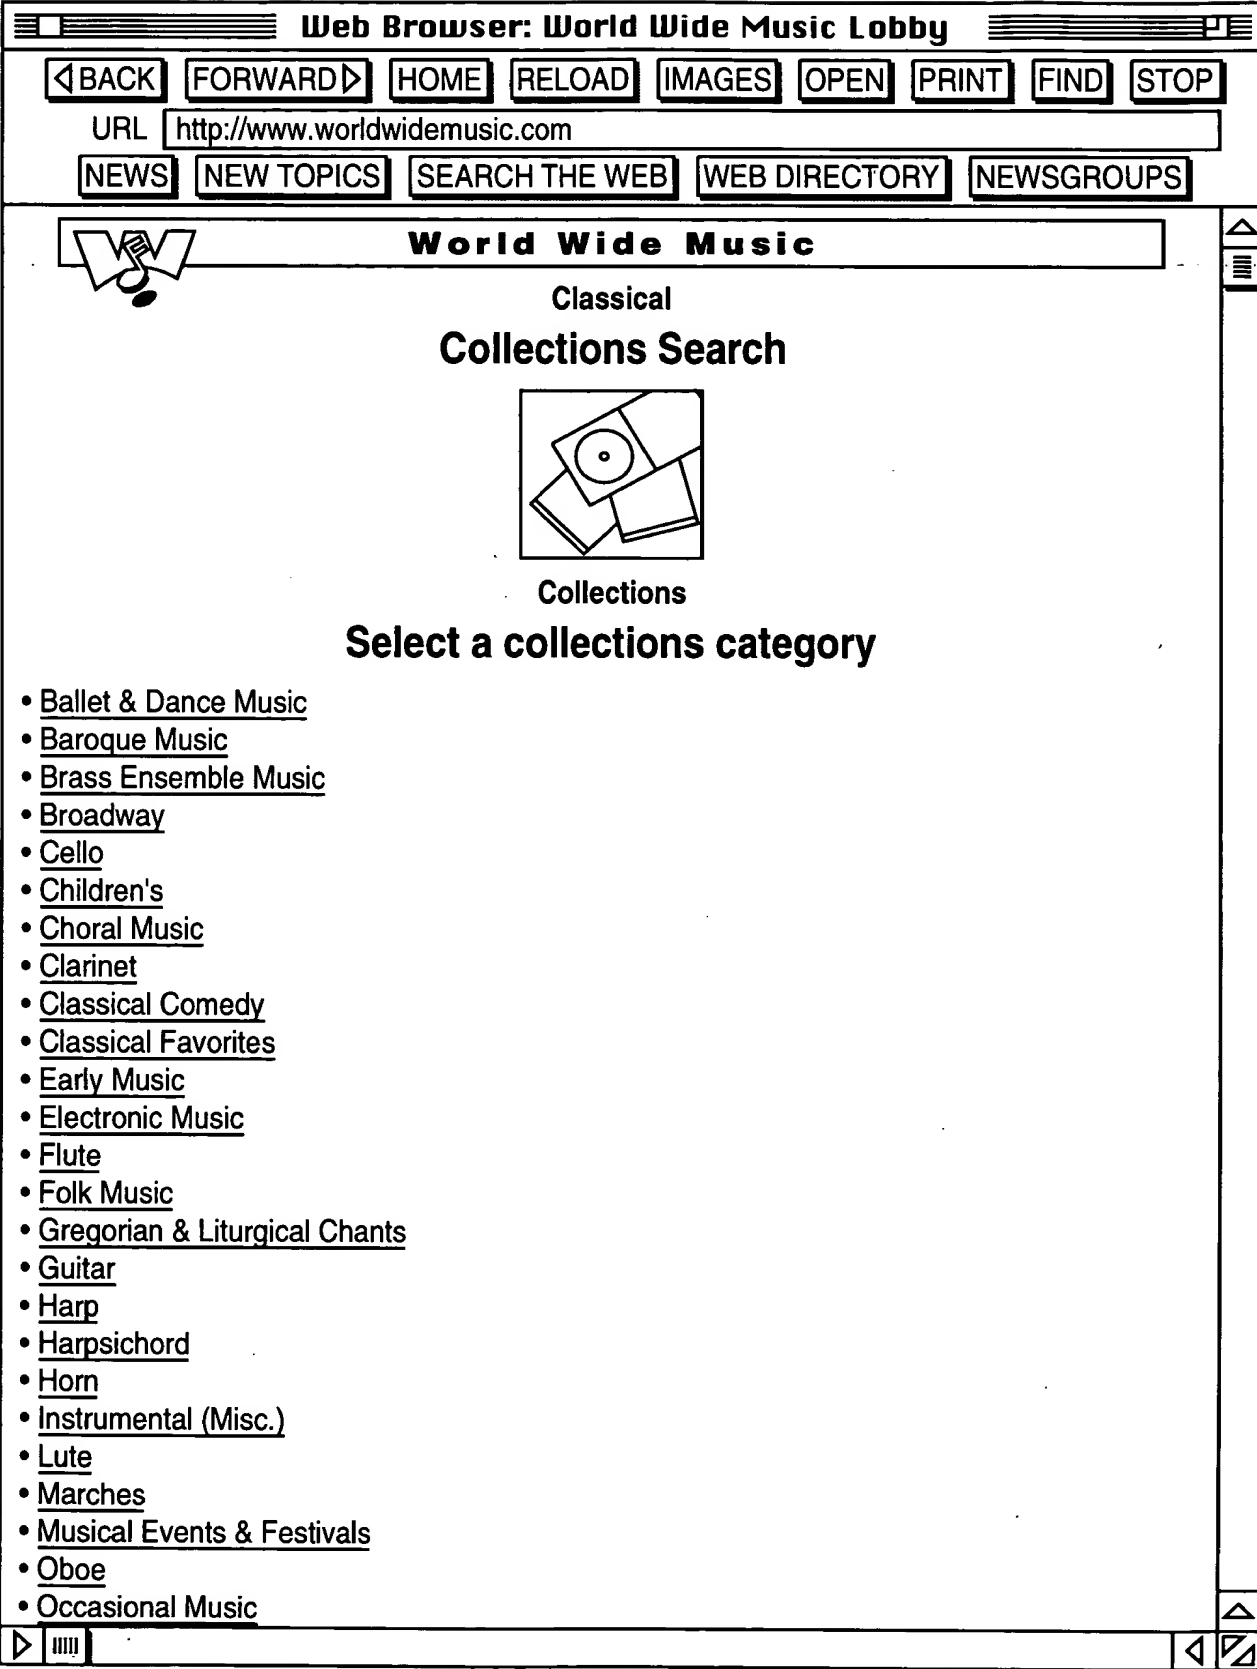 Web Browser: World Wide Music Lobby
BACK FORWARD HOME RELOAD IMAGES OPEN PRINT FIND STOP
URL http://www.worldwidemusic.com
NEWS NEW TOPICS SEARCH THE WEB WEB DIRECTORY NEWSGROUPS
World Wide Music
Classical
Collections Search
Collections
Select a collections category
• Ballet & Dance Music
• Baroque Music
• Brass Ensemble Music
• Broadway
• Cello
• Children's
• Choral Music
• Clarinet
• Classical Comedy
• Classical Favorites
• Early Music
• Electronic Music
• Flute
• Folk Music
• Gregorian & Liturgical Chants
• Guitar
• Harp
• Harpsichord
• Horn
• Instrumental (Misc.)
• Lute
• Marches
• Musical Events & Festivals
• Oboe
• Occasional Music